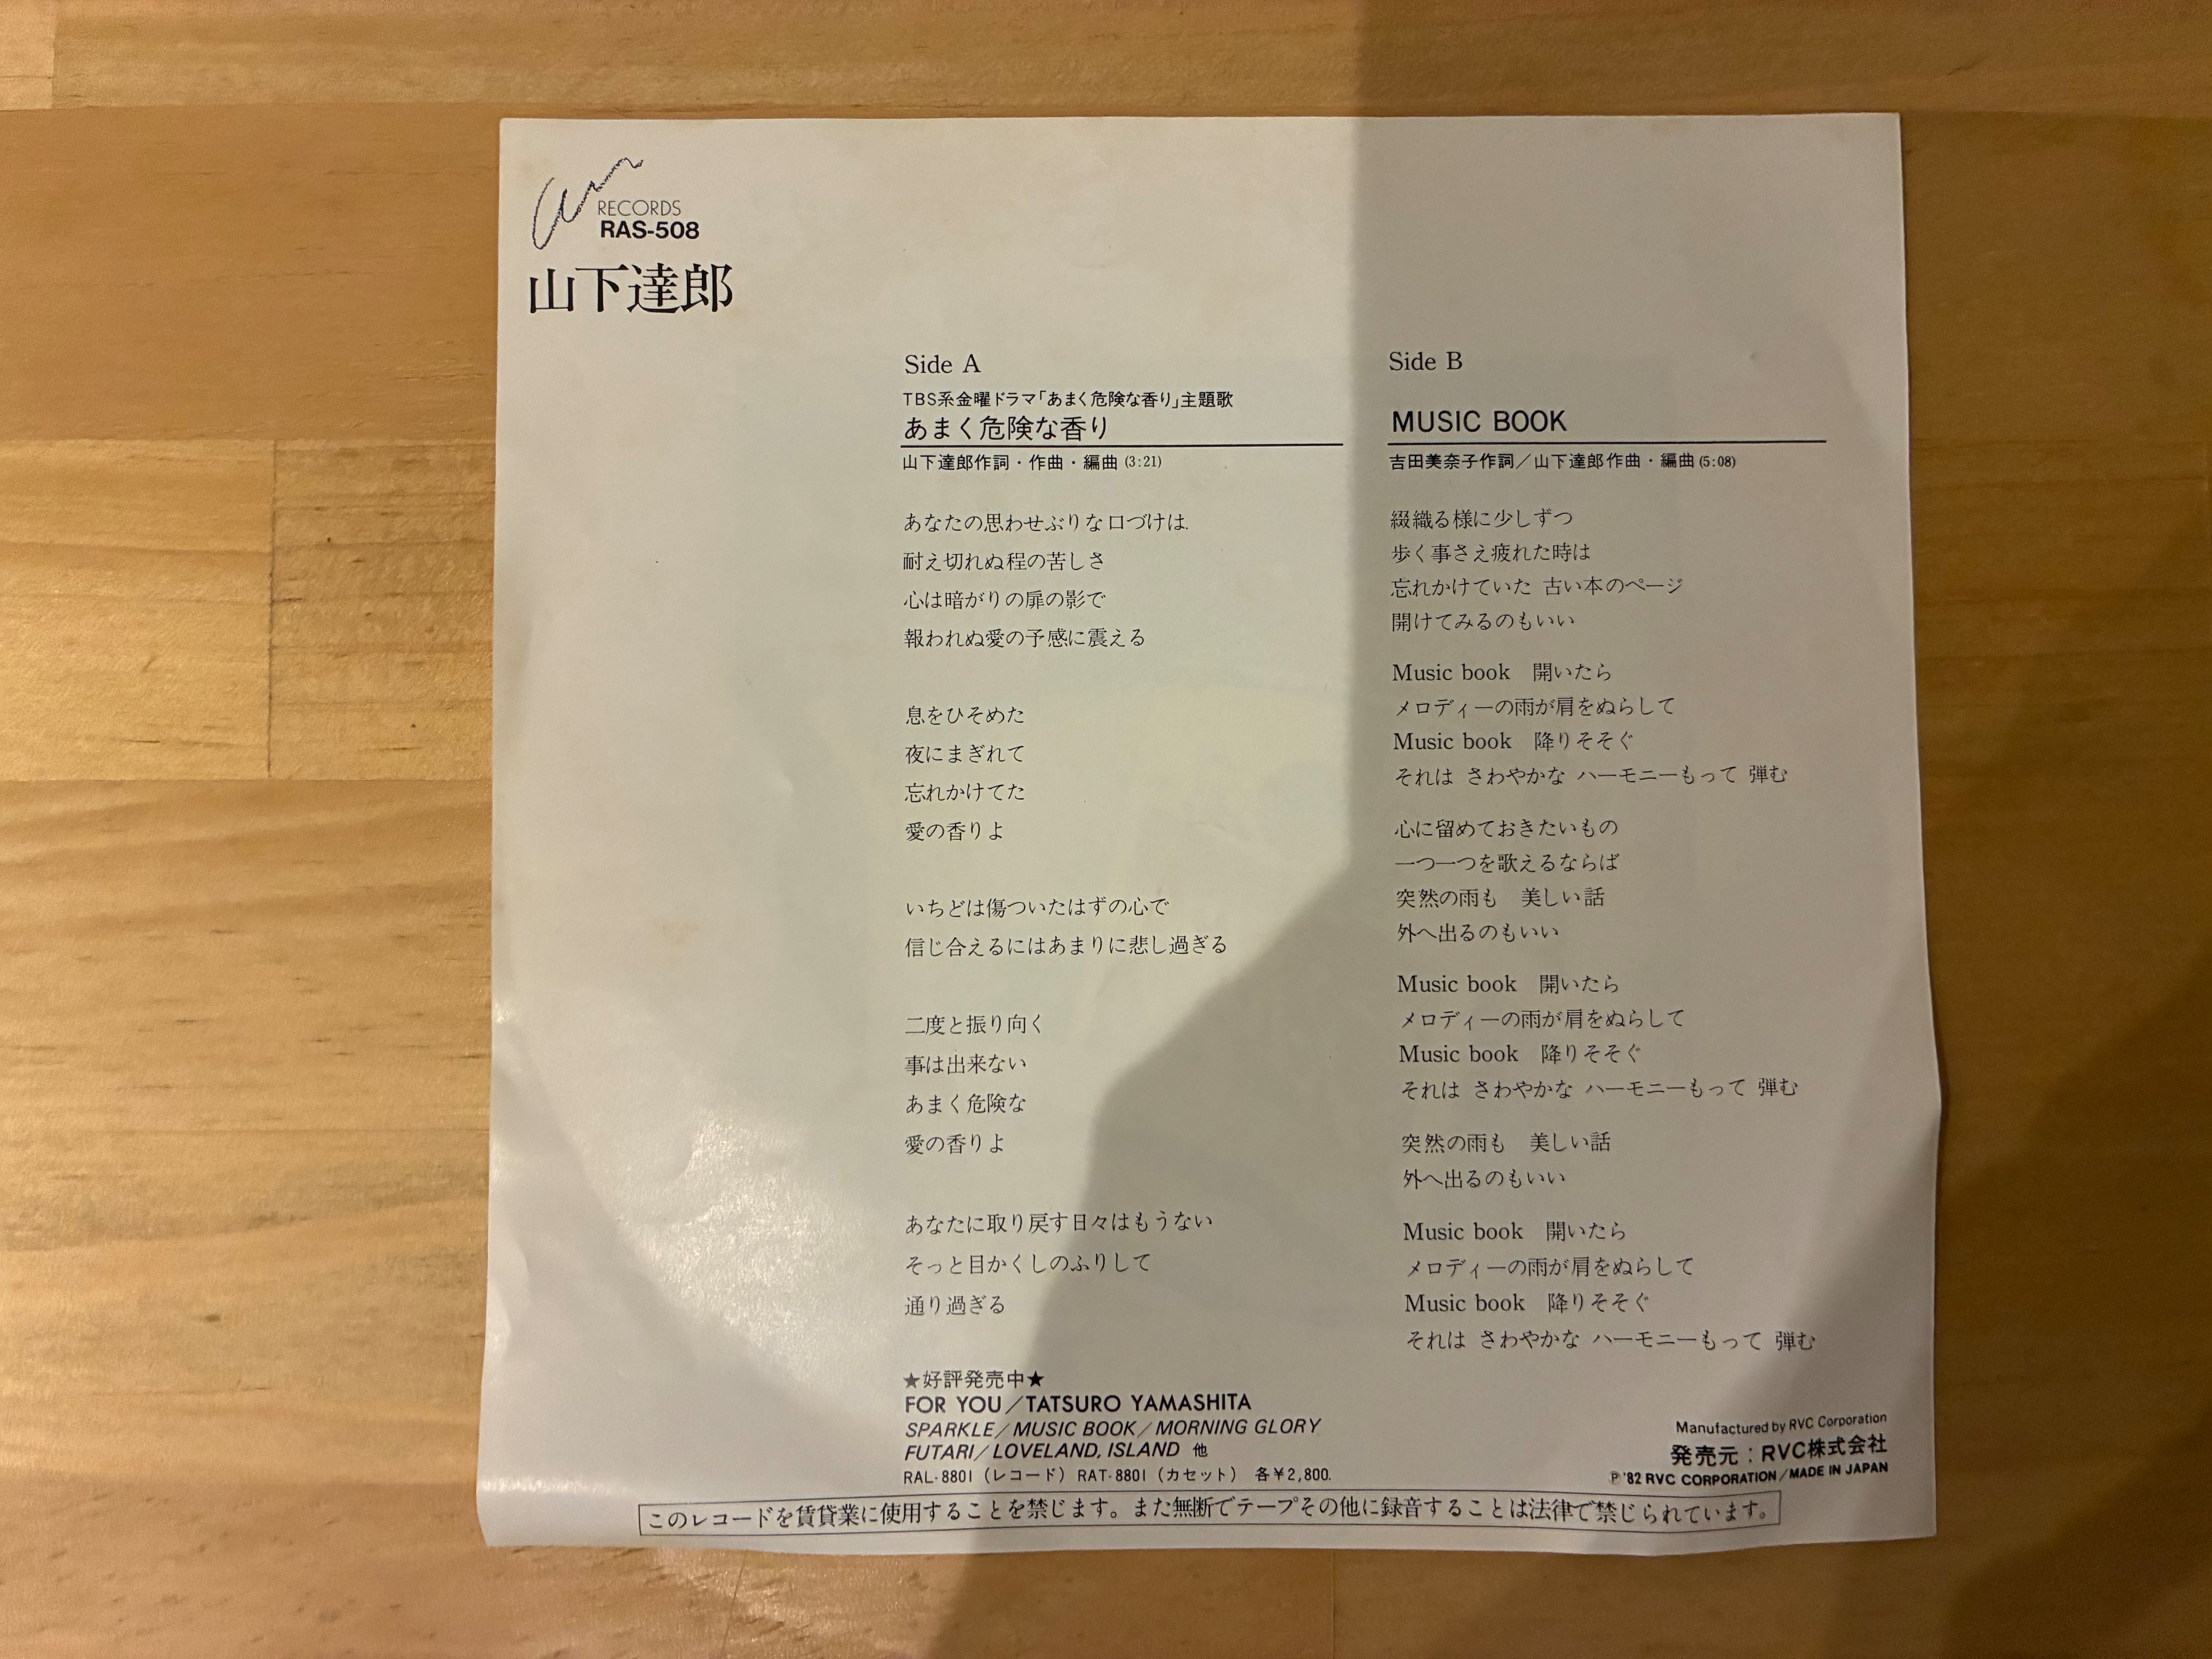 RECORDS
RAS-508
山下達郎
Side A
TBS系金曜ドラマ「あまく危険な香り」主題歌
あまく危険な香り
山下達郎作詞・作曲・編曲 (3:21)
あなたの思わせぶりな口づけは
耐え切れぬ程の苦しさ
心は暗がりの扉の影で
報われぬ愛の予感に震える
息をひそめた
夜にまぎれて
忘れかけてた
愛の香りよ
いちどは傷ついたはずの心で
信じ合えるにはあまりに悲し過ぎる
二度と振り向く
事は出来ない
あまく危険な
愛の香りよ
あなたに取り戻す日々はもうない
そっと目かくしのふりして
通り過ぎる
★好評発売中★
FOR YOU/TATSURO YAMASHITA
SPARKLE/MUSIC BOOK/MORNING GLORY
FUTARI/LOVELAND, ISLAND 他
RAL-8801(レコード) RAT-8801(カセット) 各¥2,800.
Side B
MUSIC BOOK
吉田美奈子作詞/山下達郎作曲・編曲 (5:08)
綴織る様に少しずつ
歩く事さえ疲れた時は
忘れかけていた 古い本のページ
開けてみるのもいい
Music book 開いたら
メロディーの雨が肩をぬらして
Music book 降りそそぐ
それは さわやかな ハーモニーもって 弾む
心に留めておきたいもの
一つ一つを歌えるならば
突然の雨も 美しい話
外へ出るのもいい
Music book 開いたら
メロディーの雨が肩をぬらして
Music book 降りそそぐ
それは さわやかな ハーモニーもって 弾む
突然の雨も 美しい話
外へ出るのもいい
Music book 開いたら
メロディーの雨が肩をぬらして
Music book 降りそそぐ
それは さわやかな ハーモニーもって 弾む
Manufactured by RVC Corporation
発売元:RVC株式会社
Ⓟ'82 RVC CORPORATION/MADE IN JAPAN
このレコードを賃貸業に使用することを禁じます。また無断でテープその他に録音することは法律で禁じられています。